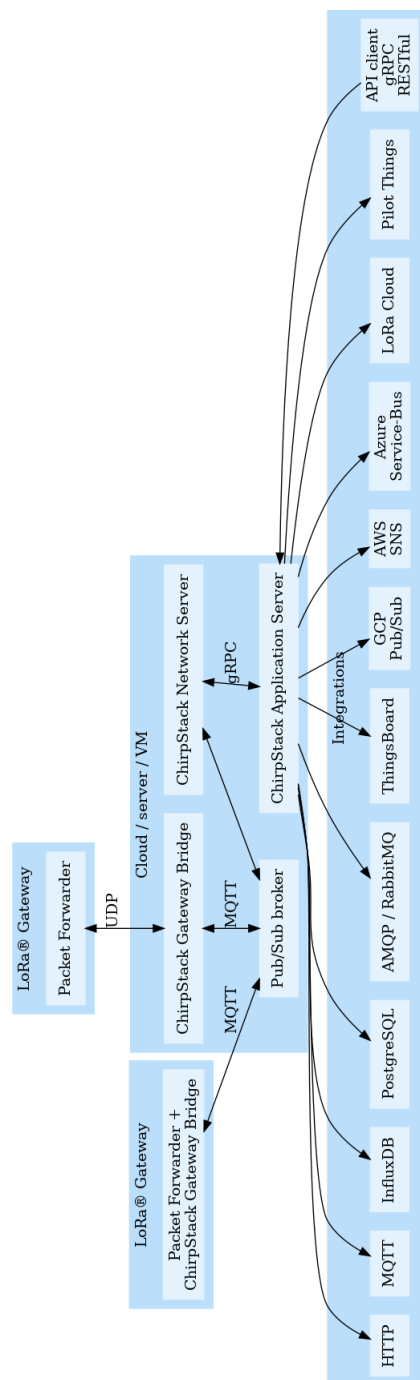 LoRa® Gateway
Packet Forwarder
UDP
Cloud / server / VM
ChirpStack Gateway Bridge
ChirpStack Network Server
LoRa® Gateway
Packet Forwarder +
ChirpStack Gateway Bridge
MQTT
MQTT
gRPC
Pub/Sub broker
ChirpStack Application Server
Integrations
HTTP
MQTT
InfluxDB
PostgreSQL
AMQP / RabbitMQ
ThingsBoard
GCP
Pub/Sub
AWS
SNS
Azure
Service-Bus
LoRa Cloud
Pilot Things
API client
gRPC
RESTful